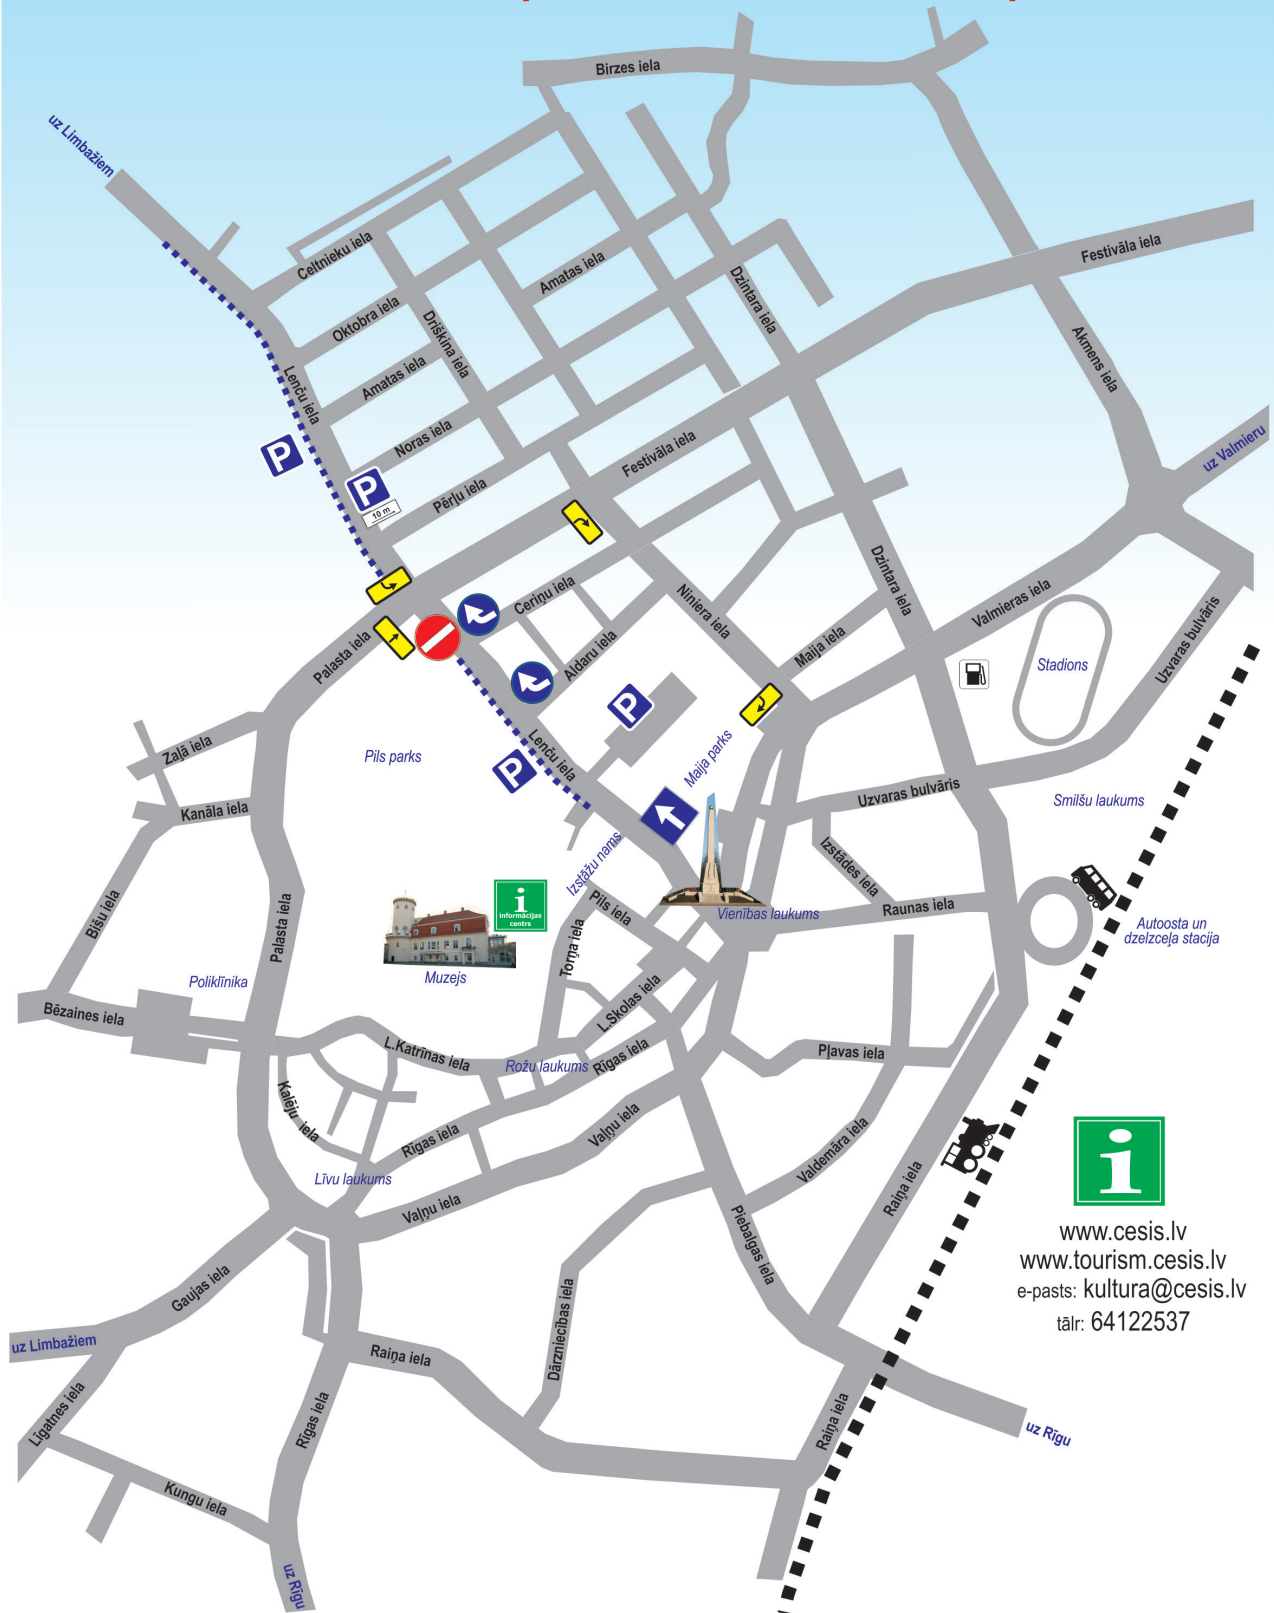 Birzes iela
uz Limbažiem
Celtnieku iela
Festivāla iela
Amatas iela
Dzintara iela
Oktobra iela
Driškina iela
Akmens iela
Amatas iela
Lenču iela
Noras iela
Festivāla iela
uz Valmieru
P
P
10 m
Pērļu iela
Ceriņu iela
Dzintara iela
Niniera iela
Valmieras iela
Maija iela
Palasta iela
Aldaru iela
Uzvaras bulvāris
Stadions
P
Zaļā iela
Pils parks
Lenču iela
P
Maija parks
Kanāla iela
Uzvaras bulvāris
Smilšu laukums
Izstāžu nams
Izstādes iela
Bišu iela
Palasta iela
i
informācijas
centrs
Pils iela
Vienības laukums
Raunas iela
Autoosta un
dzelzceļa stacija
Torņa iela
Poliklīnika
Muzejs
L.Skolas iela
Bēzaines iela
L.Katrīnas iela
Rožu laukums
Rīgas iela
Pļavas iela
Kalēju iela
Rīgas iela
Vaļņu iela
Valdemāra iela
Līvu laukums
Vaļņu iela
Raiņa iela
Piebalgas iela
i
www.cesis.lv
www.tourism.cesis.lv
e-pasts: kultura@cesis.lv
tālr: 64122537
Gaujas iela
uz Limbažiem
Raiņa iela
Dārzniecības iela
Līgatnes iela
Rīgas iela
Raiņa iela
uz Rīgu
Kungu iela
uz Rīgu